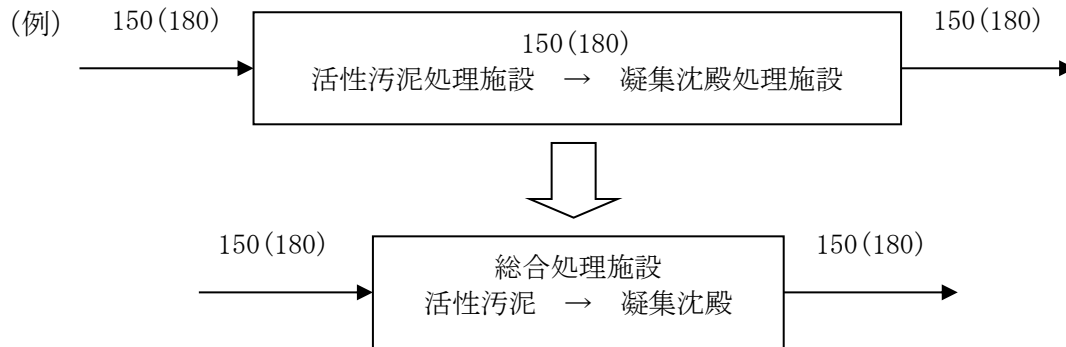 (例) 150(180) 150(180)
150(180)
活性汚泥処理施設 → 凝集沈殿処理施設
150(180) 150(180)
総合処理施設
活性汚泥 → 凝集沈殿